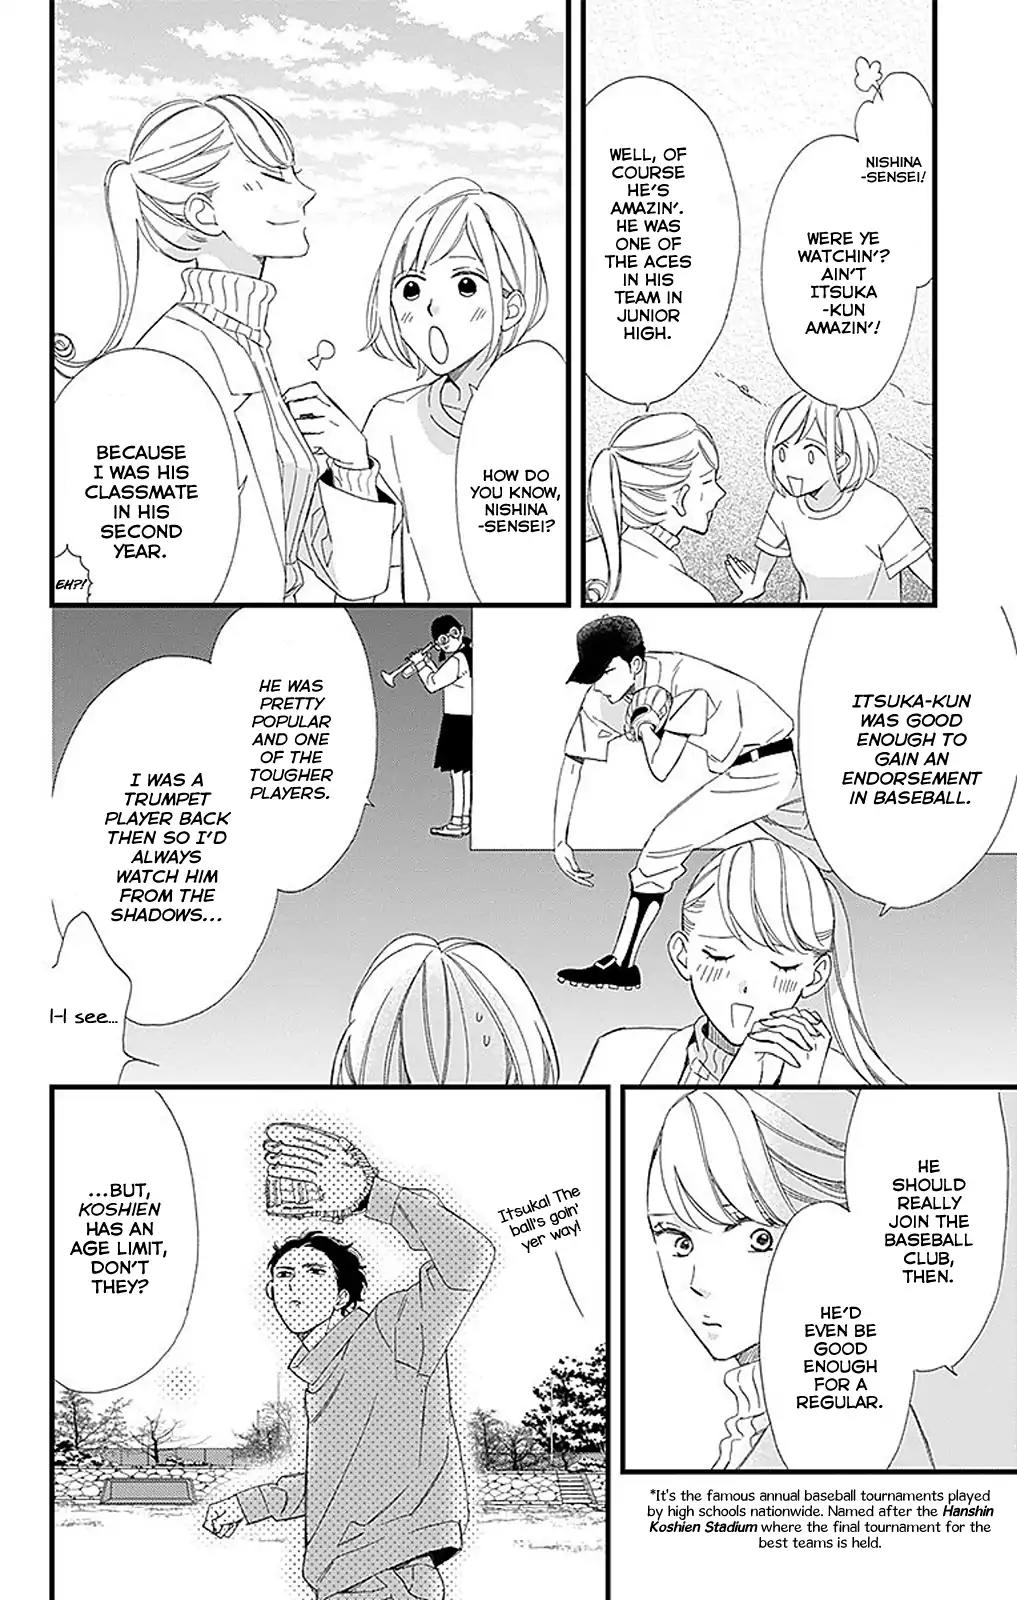 NISHINA
-SENSEI!
WERE YE
WATCHIN'?
AIN'T
ITSUKA
-KUN
AMAZIN'!
WELL, OF
COURSE
HE'S
AMAZIN'.
HE WAS
ONE OF
THE ACES
IN HIS
TEAM IN
JUNIOR
HIGH.
HOW DO
YOU KNOW,
NISHINA
-SENSEI?
BECAUSE
I WAS HIS
CLASSMATE
IN HIS
SECOND
YEAR.
EH?!
ITSUKA-KUN
WAS GOOD
ENOUGH TO
GAIN AN
ENDORSEMENT
IN BASEBALL.
HE WAS
PRETTY
POPULAR
AND ONE
OF THE
TOUGHER
PLAYERS.
I WAS A
TRUMPET
PLAYER BACK
THEN SO I'D
ALWAYS
WATCH HIM
FROM THE
SHADOWS...
I-I see...
HE
SHOULD
REALLY
JOIN THE
BASEBALL
CLUB,
THEN.
HE'D
EVEN BE
GOOD
ENOUGH
FOR A
REGULAR.
Itsuka! The
ball's goin'
yer way!
...BUT,
KOSHIEN
HAS AN
AGE LIMIT,
DON'T
THEY?
*It's the famous annual baseball tournaments played
by high schools nationwide. Named after the Hanshin
Koshien Stadium where the final tournament for the
best teams is held.